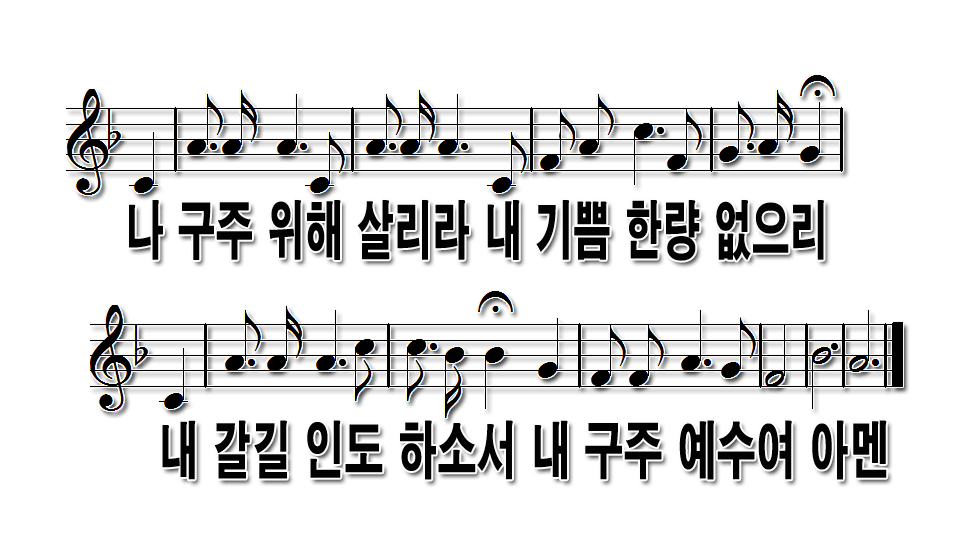 나 구주 위해 살리라 내 기쁨 한량 없으리
내 갈길 인도 하소서 내 구주 예수여 아멘